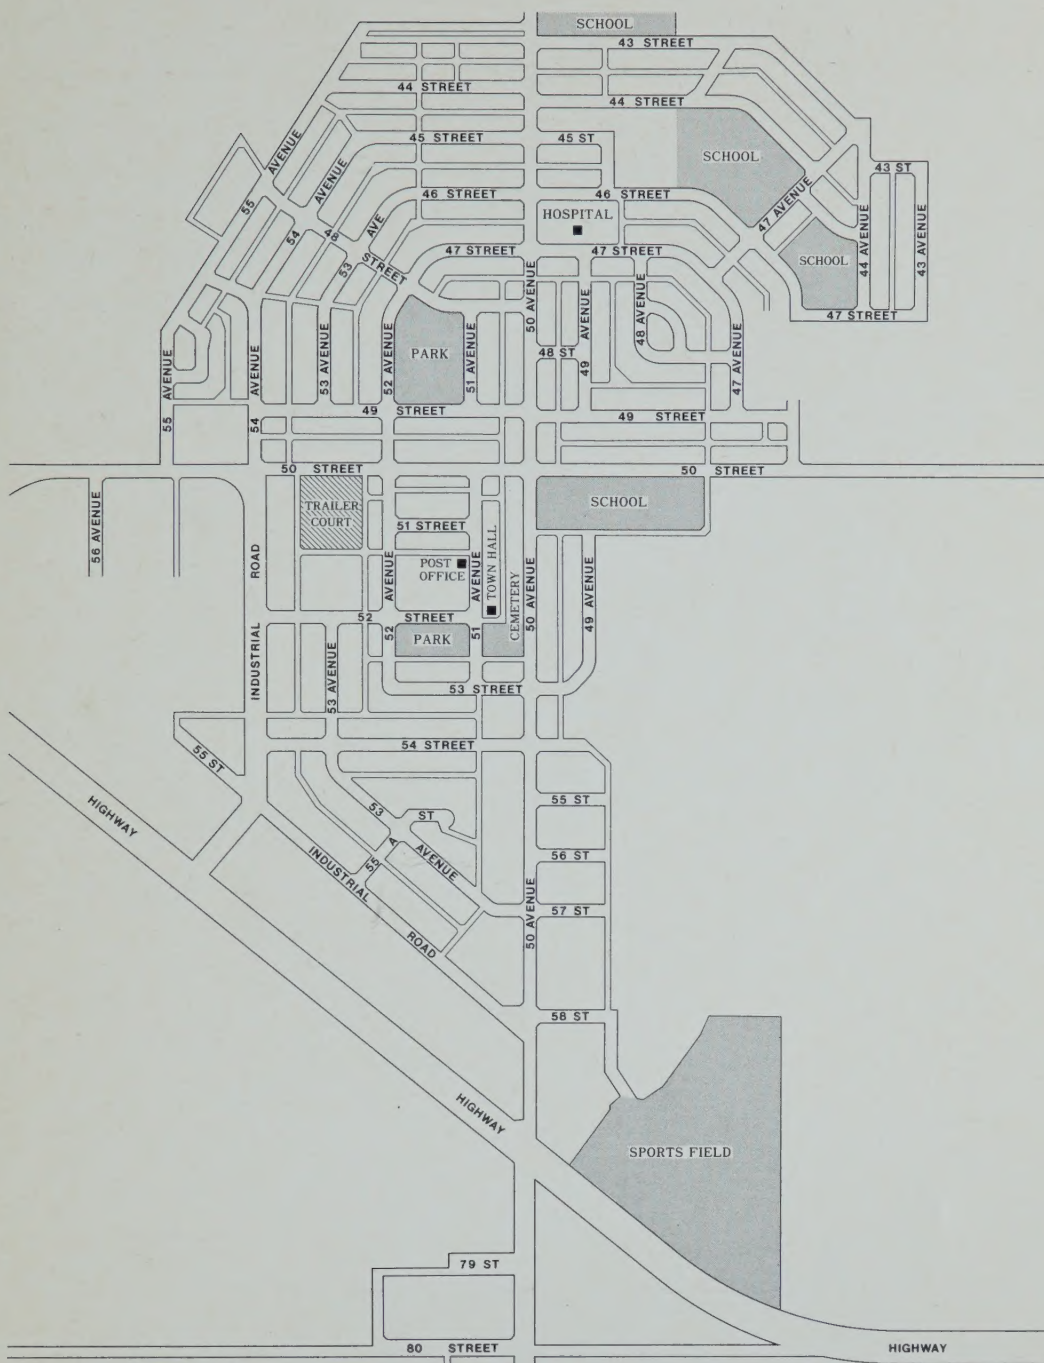 SCHOOL
43 STREET
44 STREET
44 STREET
45 STREET
45 ST
SCHOOL
43 ST
55 AVENUE
54 AVENUE
53 AVE
46 STREET
46 STREET
47 AVENUE
HOSPITAL
48 STREET
47 STREET
47 STREET
SCHOOL
44 AVENUE
43 AVENUE
47 STREET
50 AVENUE
49 AVENUE
48 AVENUE
47 AVENUE
48 ST
PARK
55 AVENUE
54 AVENUE
53 AVENUE
52 AVENUE
51 AVENUE
49 STREET
49 STREET
50 STREET
50 STREET
56 AVENUE
TRAILER
COURT
SCHOOL
51 STREET
POST
OFFICE
TOWN HALL
CEMETERY
INDUSTRIAL ROAD
52 AVENUE
51 AVENUE
50 AVENUE
49 AVENUE
52 STREET
PARK
53 AVENUE
53 STREET
54 STREET
55 ST
HIGHWAY
53 AVENUE
55 A ST
55 ST
56 ST
57 ST
50 AVENUE
INDUSTRIAL ROAD
58 ST
HIGHWAY
SPORTS FIELD
79 ST
80 STREET
HIGHWAY